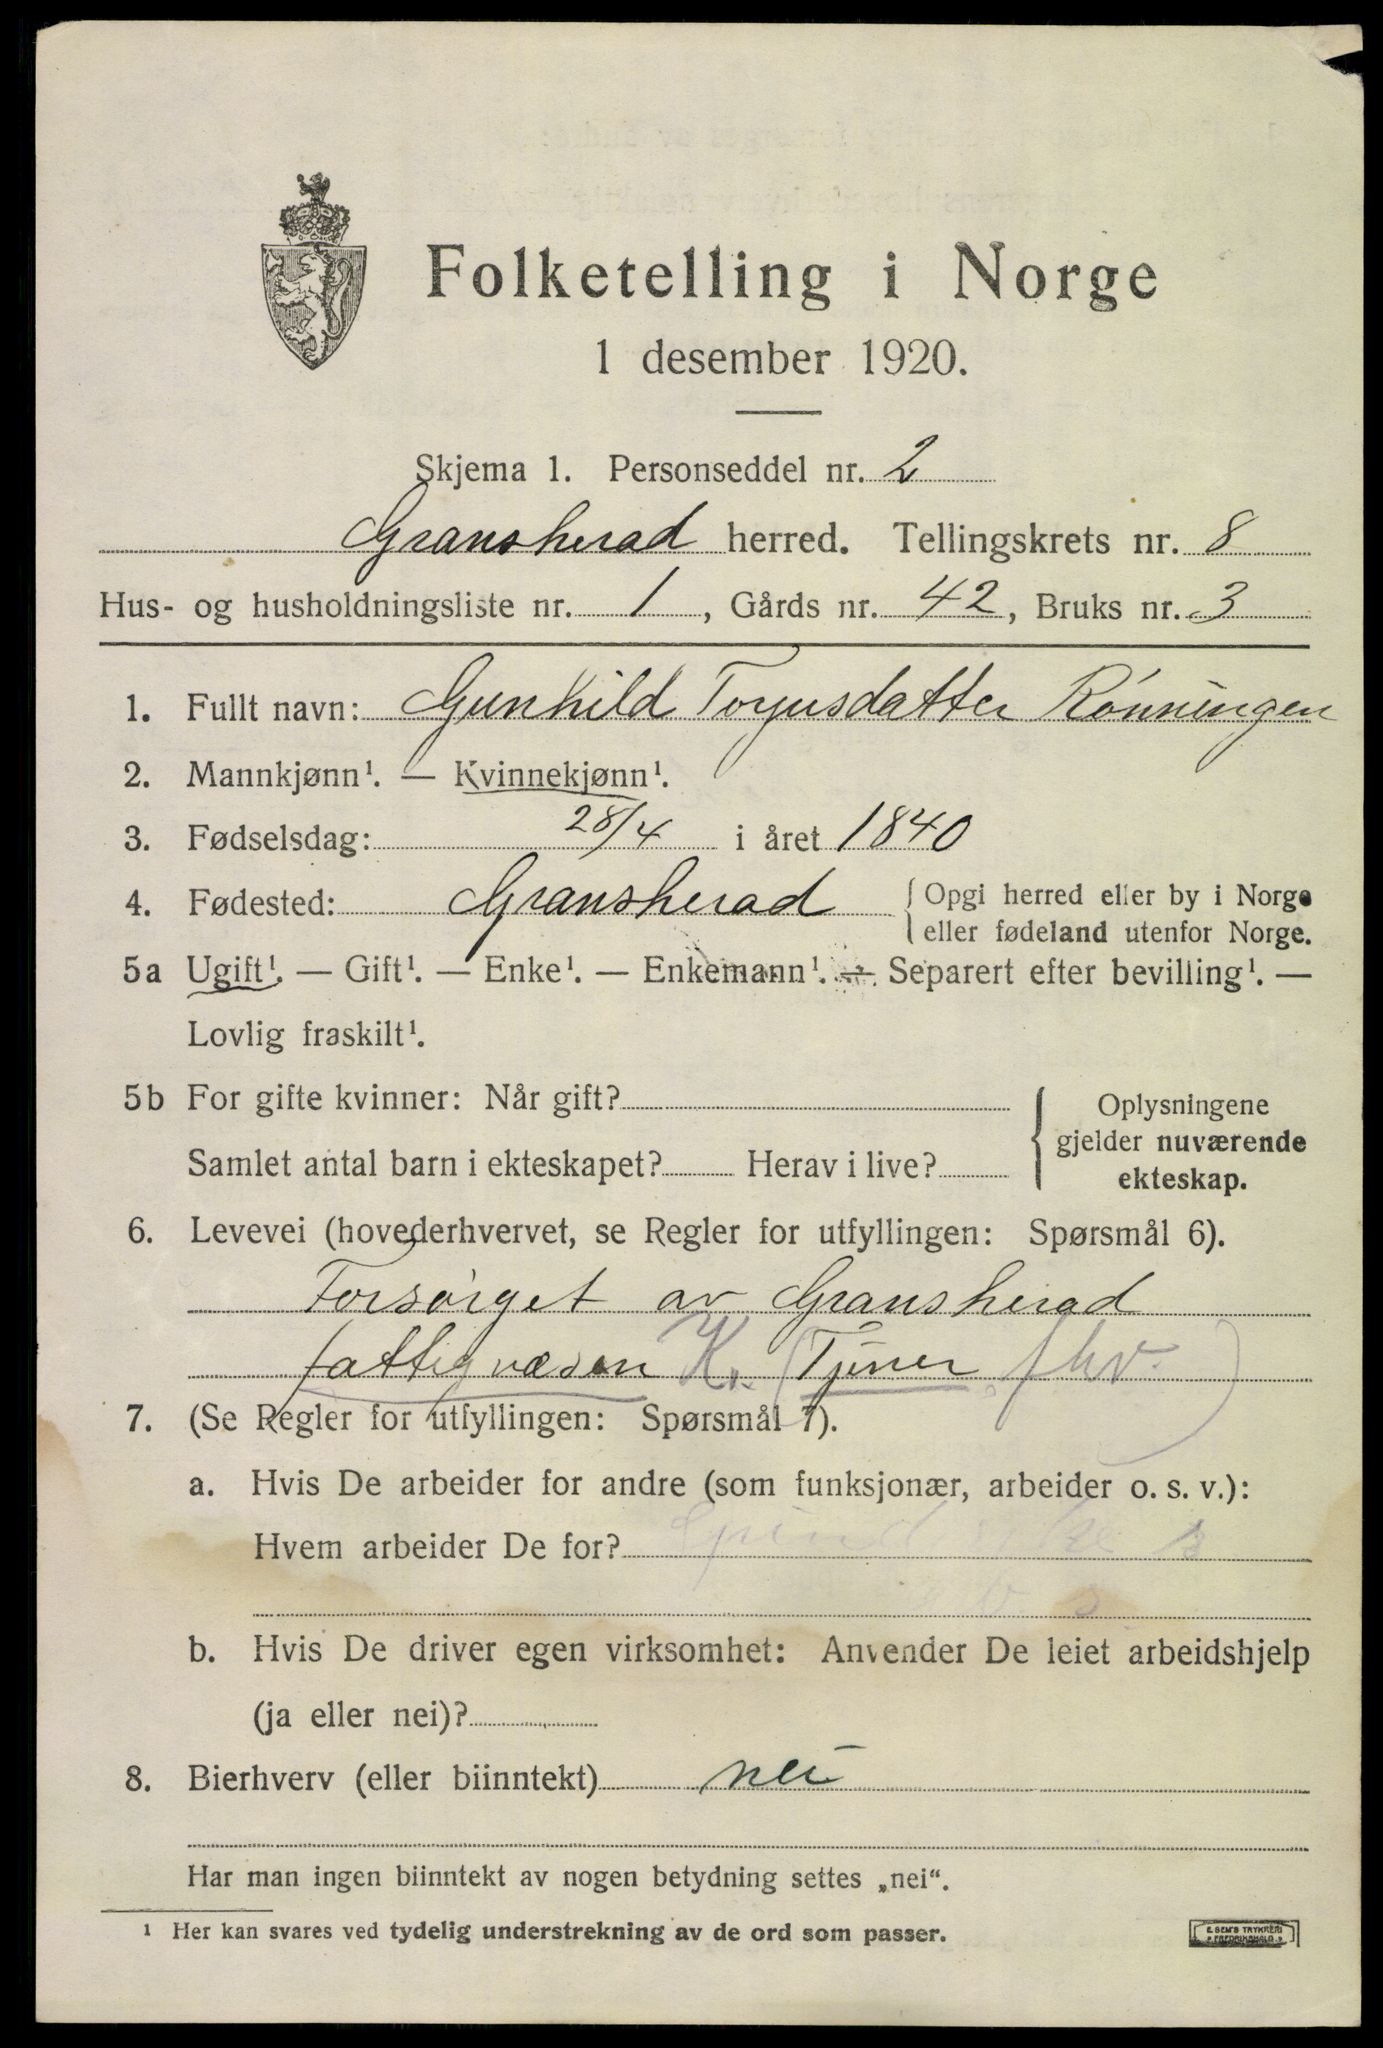 Folketelling i Norge
1 desember 1920.
Skjema 1. Personseddel nr. 2
Gransherad herred. Tellingskrets nr. 8
Hus- og husholdningsliste nr. 1, Gårds nr. 42, Bruks nr. 3
1. Fullt navn: Gunhild Torjusdatter Rønningen
2. Mannkjønn¹. — Kvinnekjønn¹.
3. Fødselsdag: 28/4 i året 1840
4. Fødested: Gransherad { Opgi herred eller by i Norge
eller fødeland utenfor Norge.
5a Ugift¹. — Gift¹. — Enke¹. — Enkemann¹. — Separert efter bevilling¹. —
Lovlig fraskilt¹.
5b For gifte kvinner: Når gift? { Oplysningene
gjelder nuværende
Samlet antal barn i ekteskapet? Herav i live?
ekteskap.
6. Levevei (hovederhvervet, se Regler for utfyllingen: Spørsmål 6).
Forsørget av Gransherad
fattigvæsen K. (Tjener fhv.)
7. (Se Regler for utfyllingen: Spørsmål 7).
a. Hvis De arbeider for andre (som funksjonær, arbeider o. s. v.):
Hvem arbeider De for?
b. Hvis De driver egen virksomhet: Anvender De leiet arbeidshjelp
(ja eller nei)?
8. Bierhverv (eller biinntekt) nei
Har man ingen biinntekt av nogen betydning settes „nei“.
¹ Her kan svares ved tydelig understrekning av de ord som passer.
E. SEM'S TRYKKERI
FREDRIKSHALD